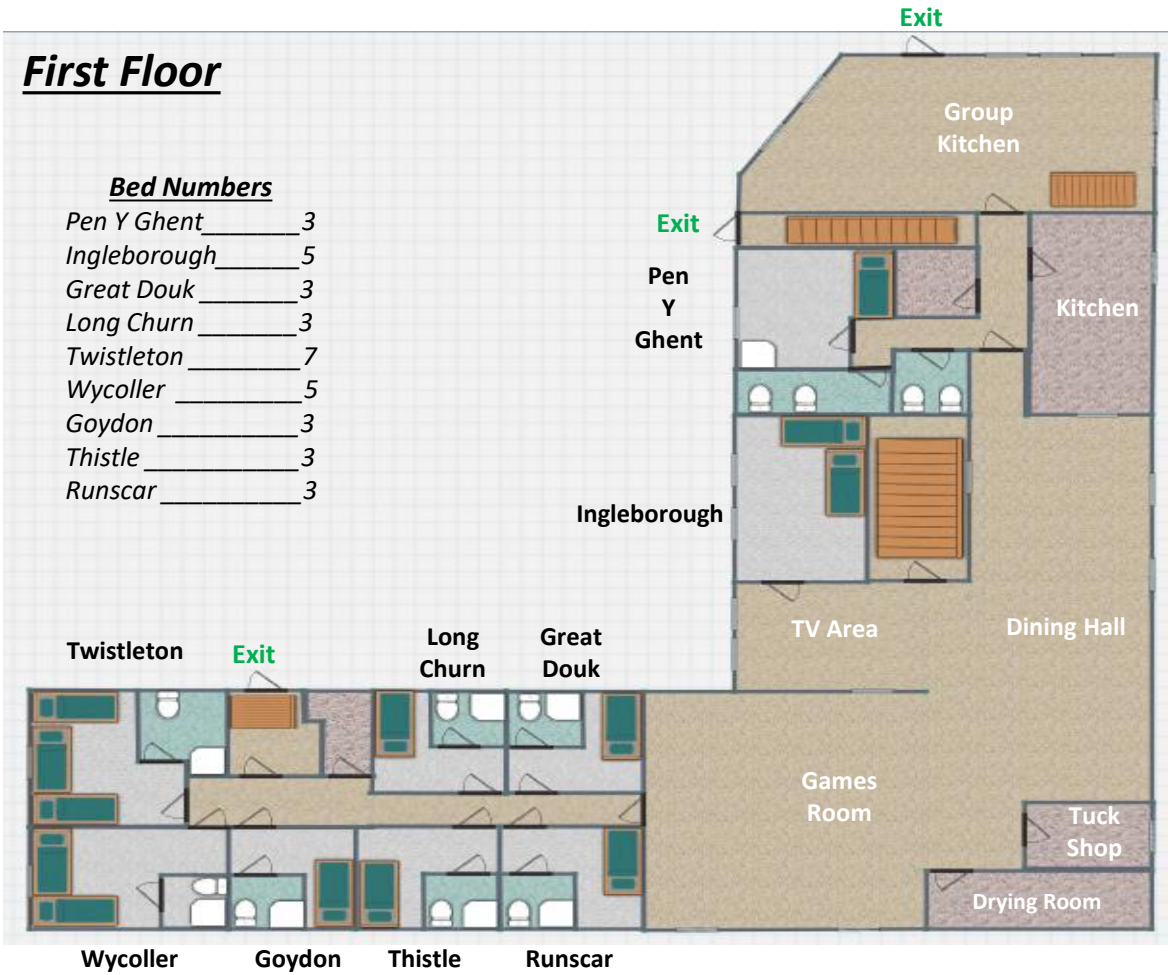 Exit
First Floor
Group
Kitchen
Bed Numbers
Pen Y Ghent_______3
Ingleborough______5
Great Douk _______3
Long Churn _______3
Twistleton ________7
Wycoller _________5
Goydon __________3
Thistle ___________3
Runscar __________3
Exit
Pen
Y
Ghent
Kitchen
Ingleborough
TV Area
Dining Hall
Twistleton
Exit
Long
Churn
Great
Douk
Games
Room
Tuck
Shop
Drying Room
Wycoller
Goydon
Thistle
Runscar